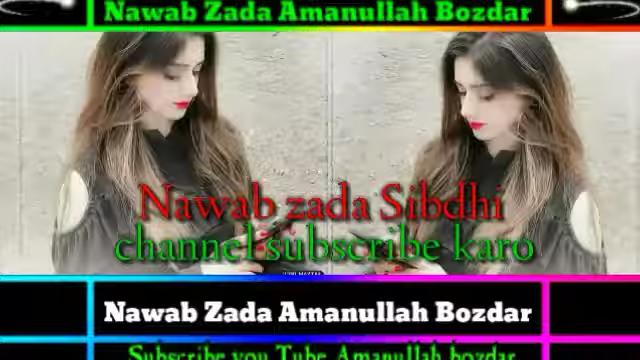 Nawab Zada Amanullah Bozdar
Nawab zada Sibdhi
channel subscribe karo
Nawab Zada Amanullah Bozdar
Subscribe you Tube Amanullah bozdar